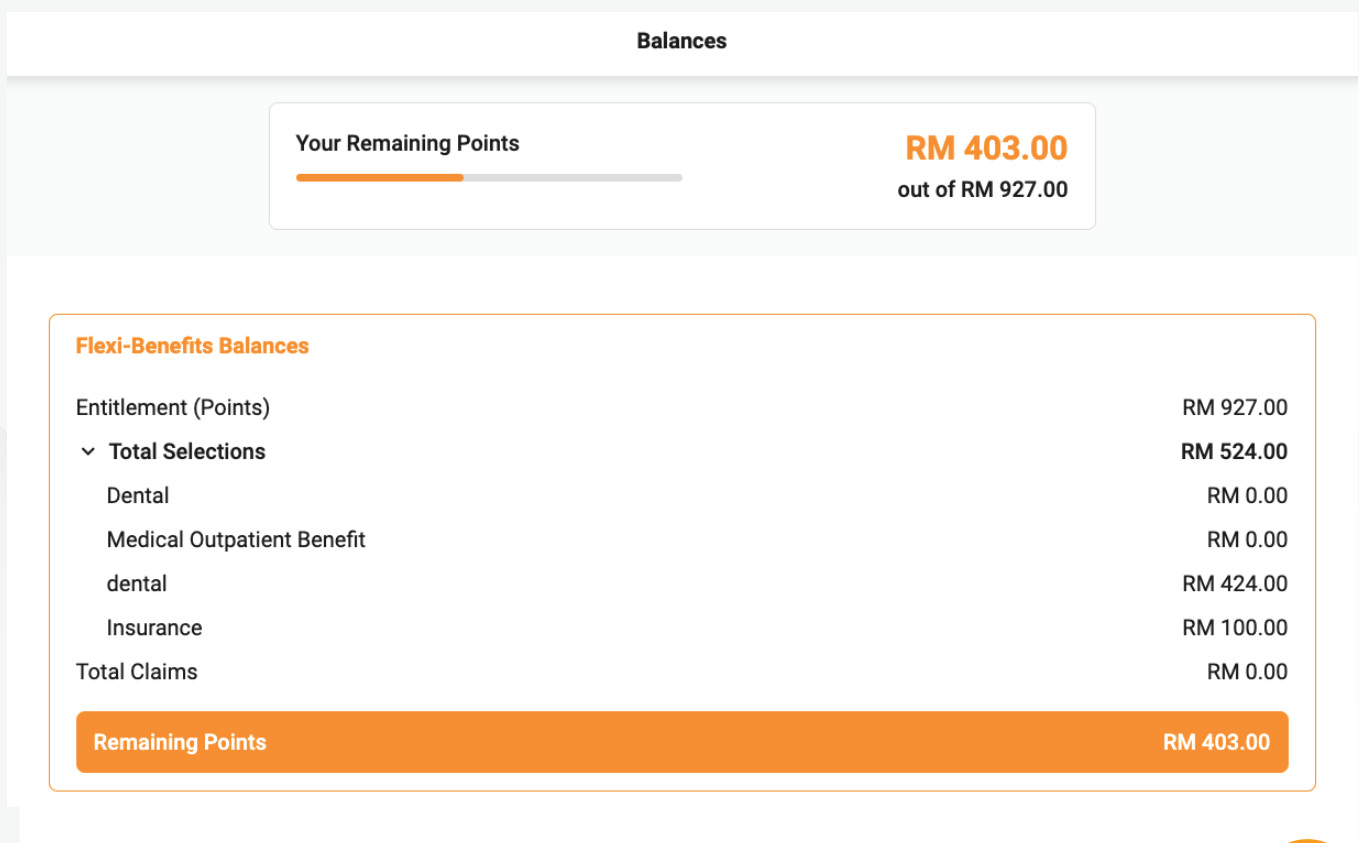 Balances
Your Remaining Points
RM 403.00
out of RM 927.00
Flexi-Benefits Balances
Entitlement (Points) RM 927.00
Total Selections RM 524.00
Dental RM 0.00
Medical Outpatient Benefit RM 0.00
dental RM 424.00
Insurance RM 100.00
Total Claims RM 0.00
Remaining Points RM 403.00